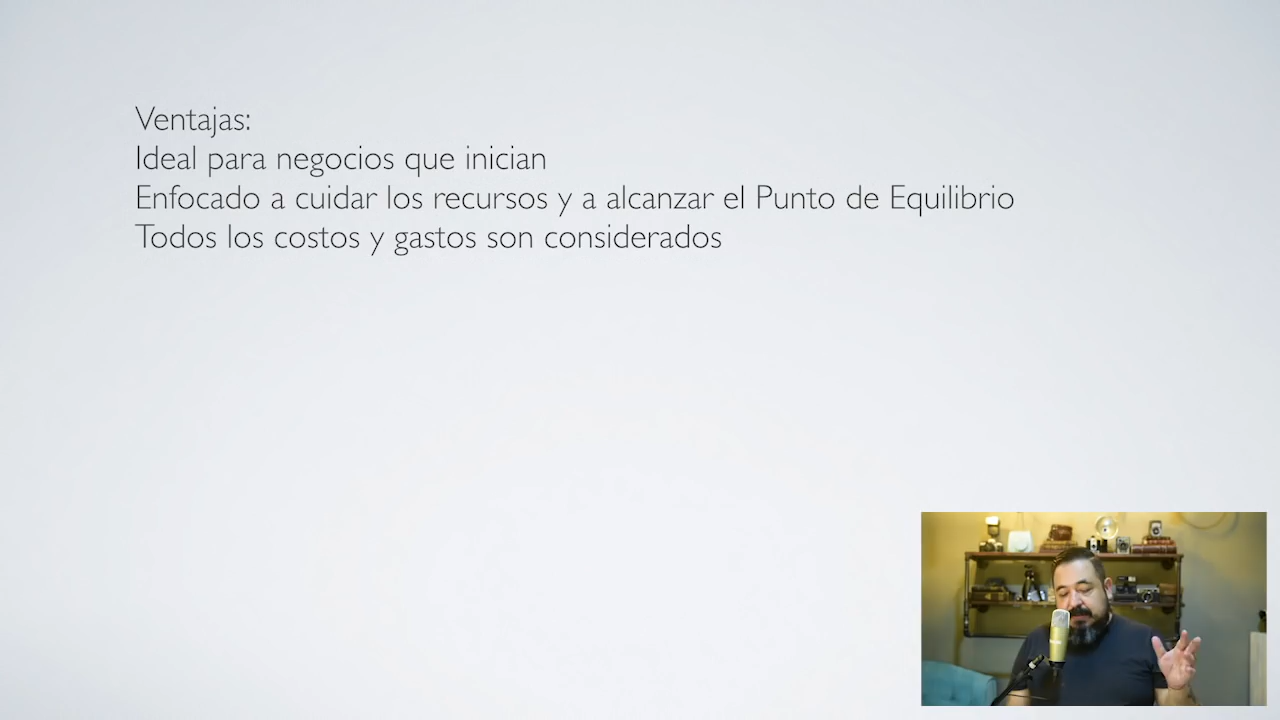 Ventajas:
Ideal para negocios que inician
Enfocado a cuidar los recursos y a alcanzar el Punto de Equilibrio
Todos los costos y gastos son considerados